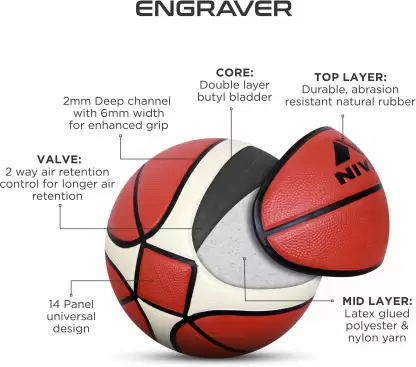 ENGRAVER
CORE:
Double layer
butyl bladder
TOP LAYER:
Durable, abrasion
resistant natural rubber
2mm Deep channel
with 6mm width
for enhanced grip
VALVE:
2 way air retention
control for longer air
retention
NIV
14 Panel
universal
design
MID LAYER:
Latex glued
polyester &
nylon yarn